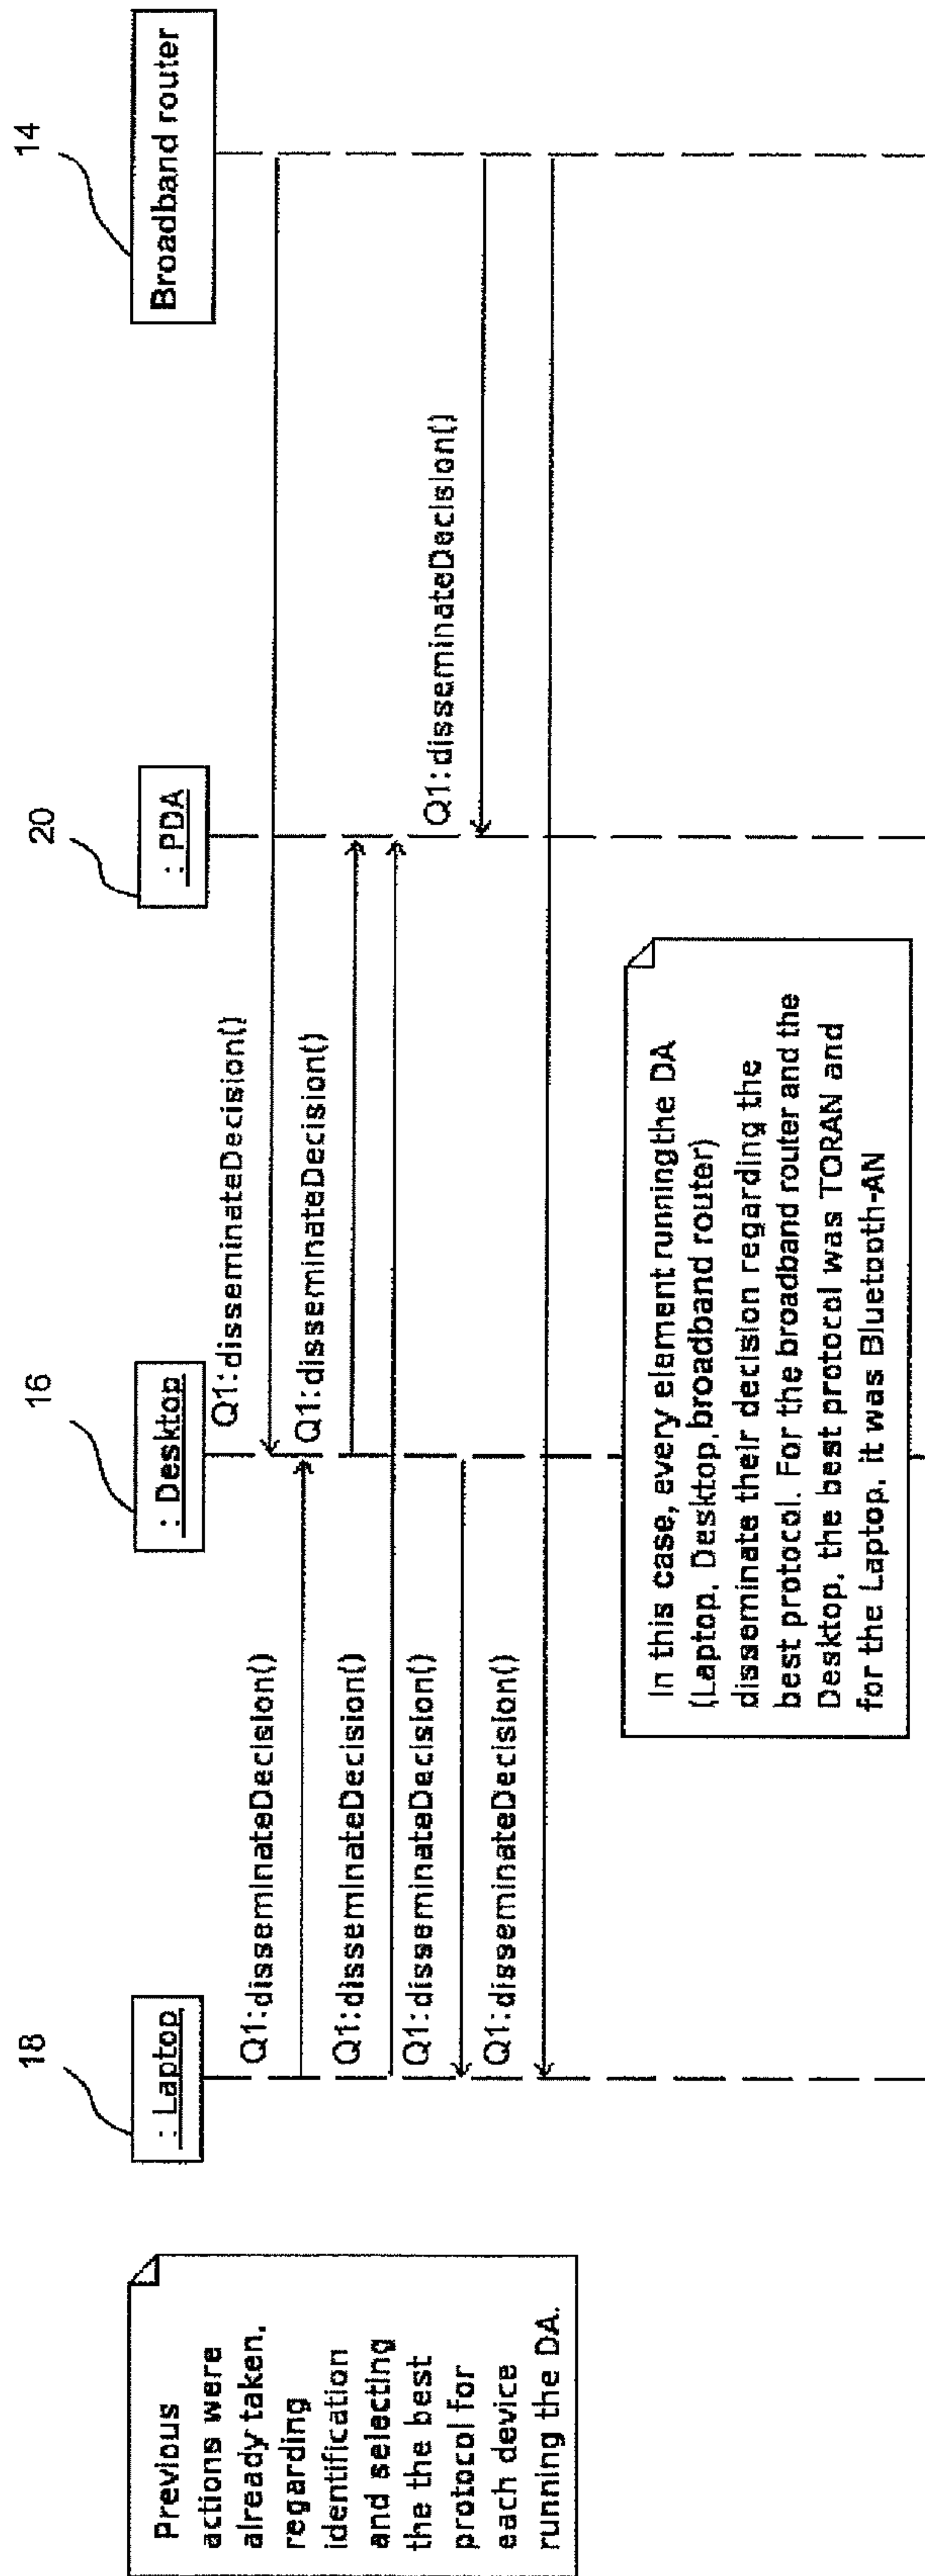 18
16
20
14
: Laptop
: Desktop
: PDA
Broadband router
Previous
actions were
already taken,
regarding
identification
and selecting
the the best
protocol for
each device
running the DA.
Q1:disseminateDecision()
Q1:disseminateDecision()
Q1:disseminateDecision()
Q1:disseminateDecision()
Q1:disseminateDecision()
Q1:disseminateDecision()
Q1:disseminateDecision()
In this case, every element running the DA
(Laptop, Desktop, broadband router)
disseminate their decision regarding the
best protocol. For the broadband router and the
Desktop, the best protocol was TORAN and
for the Laptop, it was Bluetooth-AN